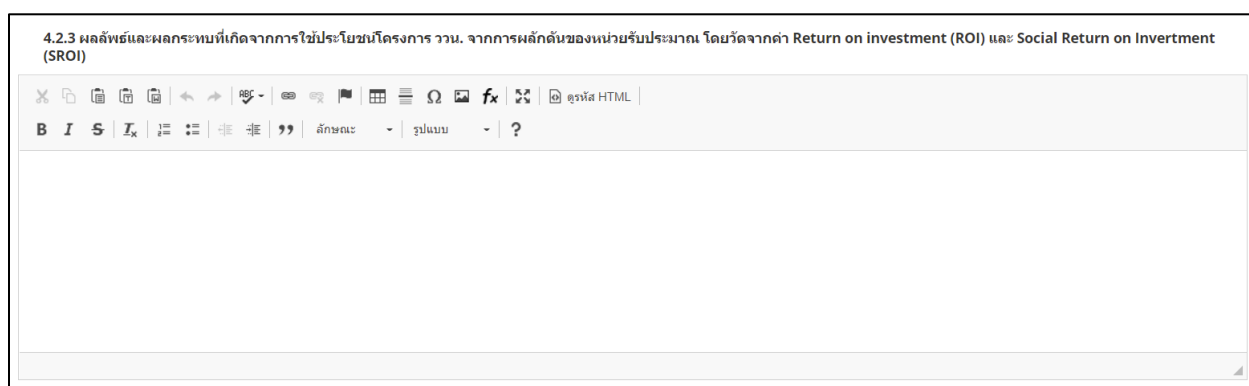 4.2.3 ผลลัพธ์และผลกระทบที่เกิดจากการใช้ประโยชน์โครงการ ววน. จากการผลักดันของหน่วยรับประมาณ โดยวัดจากค่า Return on investment (ROI) และ Social Return on Invertment
(SROI)
ABC
ดูรหัส HTML
B I S Ix ลักษณะ รูปแบบ ?